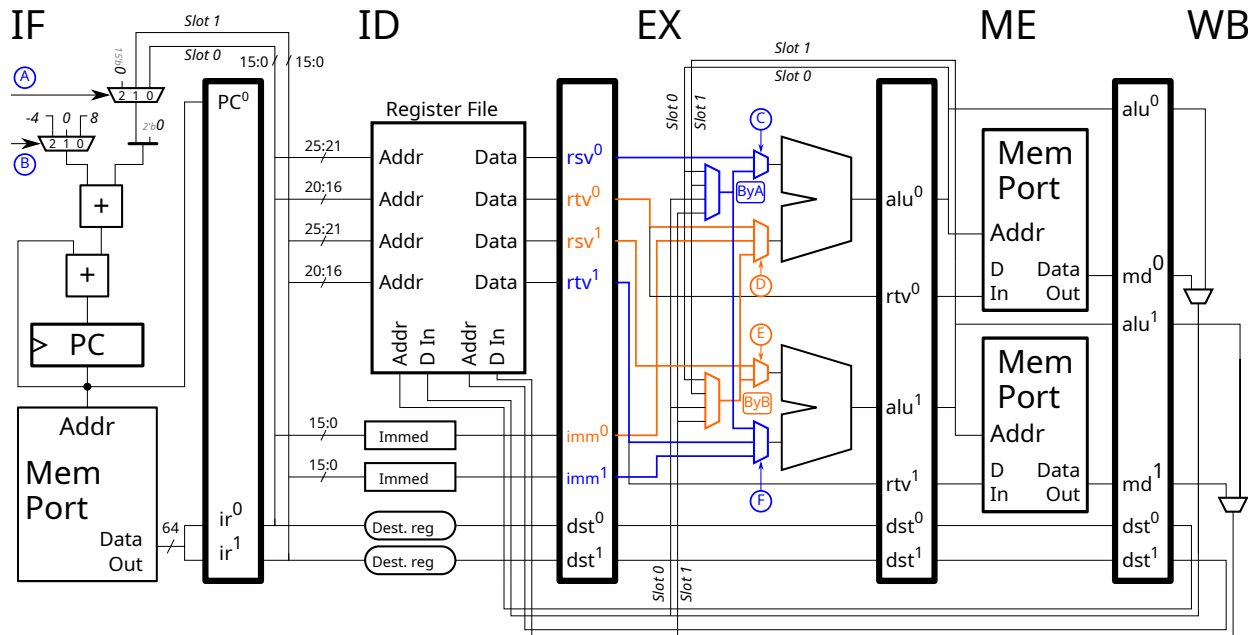 IF ID EX ME WB
Slot 1
Slot 0
15:0 15:0
15'b 0
A
2 1 0
-4 0 8
2 1 0
2'b 0
B
+
+
PC
Addr
Mem
Port
Data
Out
64
PC0
ir0
ir1
Register File
25:21 Addr Data
20:16 Addr Data
25:21 Addr Data
20:16 Addr Data
Addr D In Addr D In
15:0 Immed
15:0 Immed
Dest. reg
Dest. reg
rsv0
rtv0
rsv1
rtv1
imm0
imm1
dst0
dst1
Slot 1
Slot 0
Slot 0
Slot 1
C
ByA
D
E
ByB
F
Slot 0
Slot 1
alu0
rtv0
alu1
rtv1
dst0
dst1
Mem
Port
Addr
D Data
In Out
Mem
Port
Addr
D Data
In Out
alu0
md0
alu1
md1
dst0
dst1